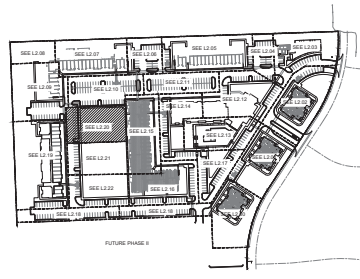 SEE L2.08
SEE L2.07
SEE L2.06
SEE L2.05
SEE L2.04
SEE L2.03
SEE L2.09
SEE L2.10
SEE L2.11
SEE L2.12
SEE L2.02
SEE L2.14
SEE L2.20
SEE L2.15
SEE L2.13
SEE L2.19
SEE L2.21
SEE L2.17
SEE L2.22
SEE L2.16
SEE L2.18
SEE L2.18
FUTURE PHASE II